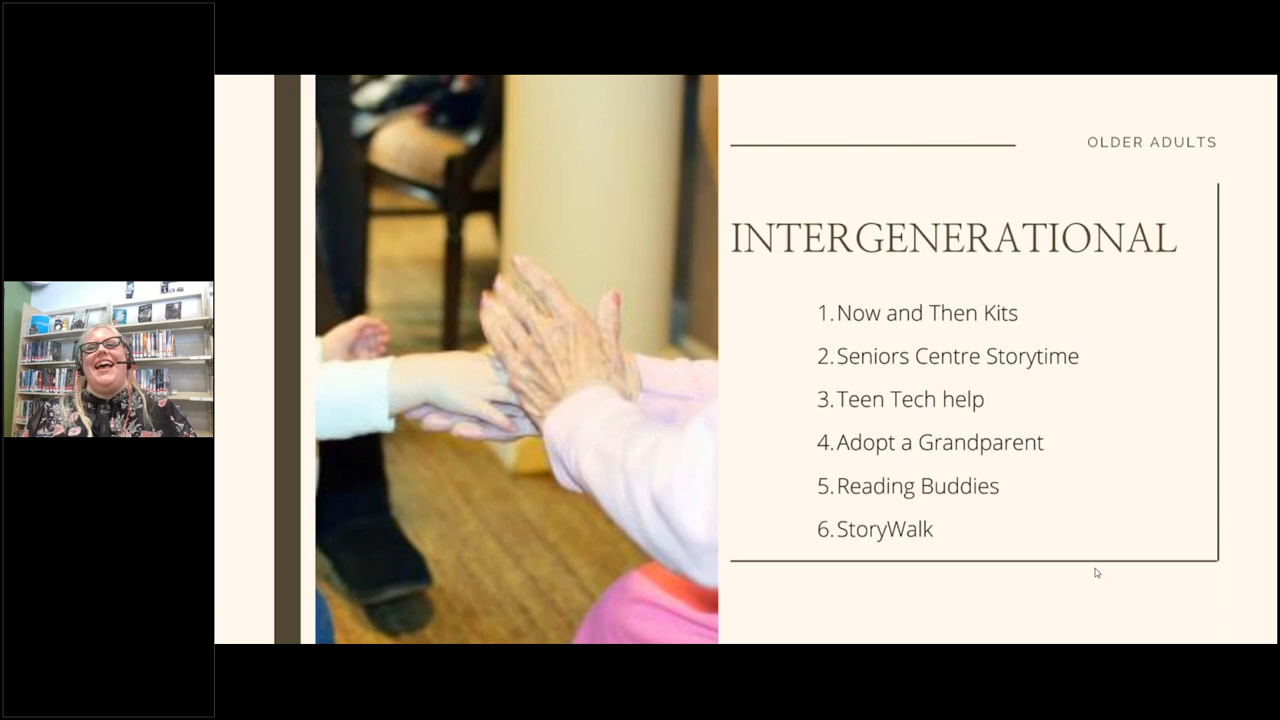 OLDER ADULTS
INTERGENERATIONAL
1. Now and Then Kits
2. Seniors Centre Storytime
3. Teen Tech help
4. Adopt a Grandparent
5. Reading Buddies
6. StoryWalk